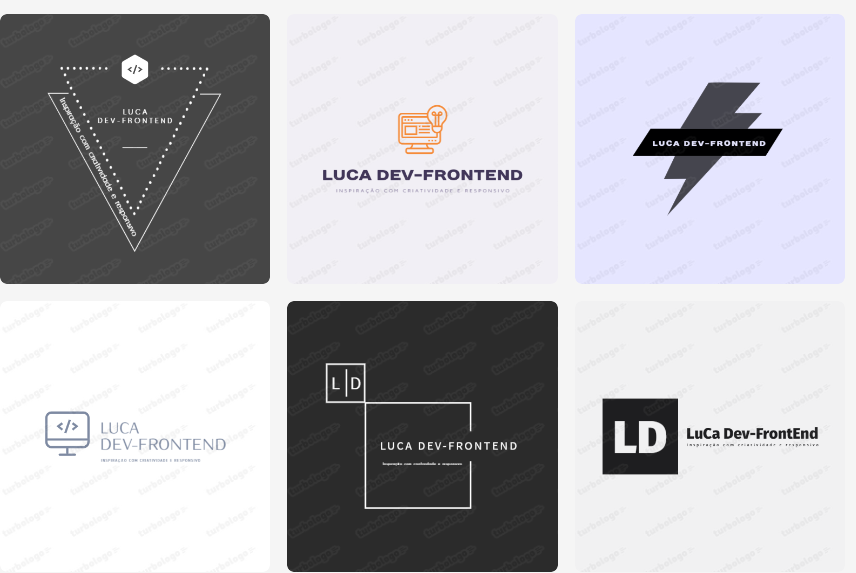 </>
LUCA
DEV-FRONTEND
Inspiração com criatividade e responsivo
LUCA DEV-FRONTEND
INSPIRAÇÃO COM CRIATIVIDADE E RESPONSIVO
LUCA DEV-FRONTEND
</>
LUCA
DEV-FRONTEND
INSPIRAÇÃO COM CRIATIVIDADE E RESPONSIVO
L D
LUCA DEV-FRONTEND
Inspiração com criatividade e responsivo
LD
LuCa Dev-FrontEnd
Inspiração com criatividade e responsivo
turbologo